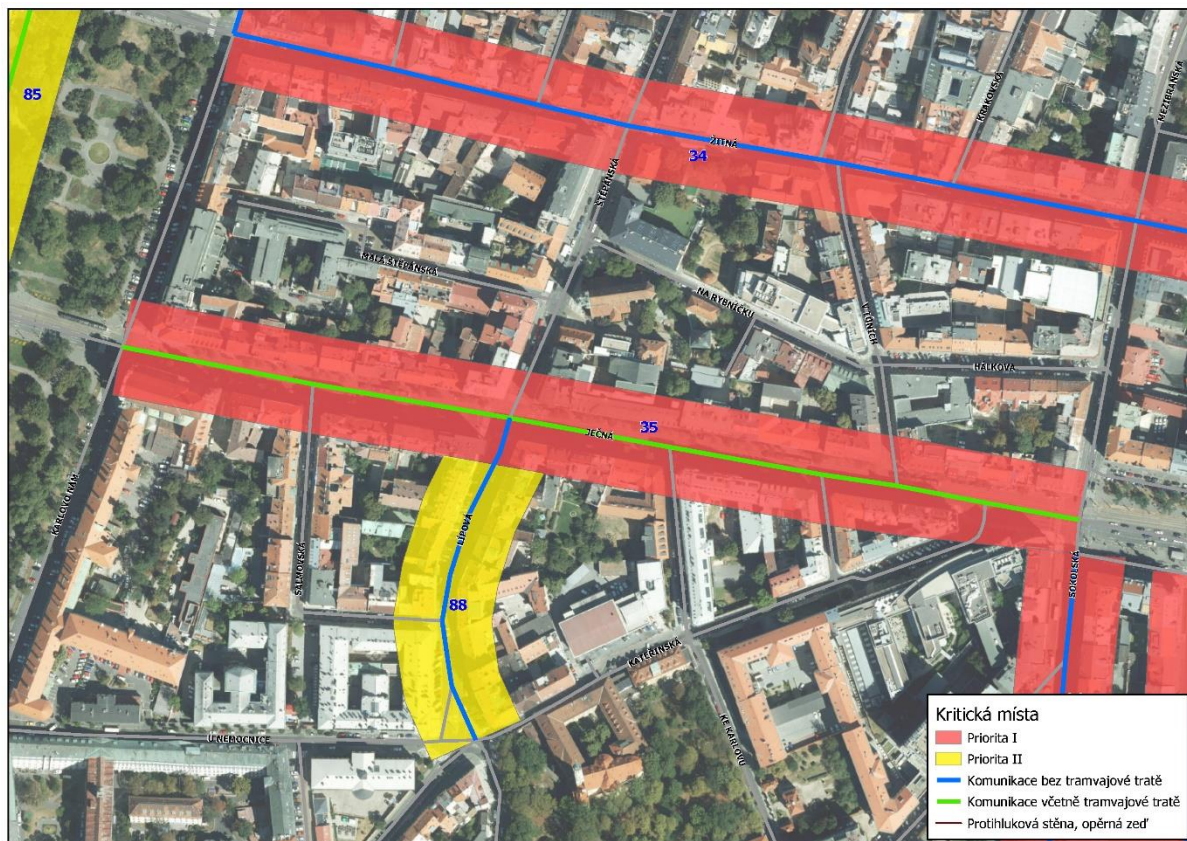 85
MEZIBRANSKÁ
KRAKOVSKÁ
ŽITNÁ
34
ŠTĚPÁNSKÁ
MALÁ ŠTĚPÁNSKÁ
NA RYBNÍČKU
V TŮNÍCH
HÁLKOVA
35
JEČNÁ
KARLOVO NÁM.
LÍPOVÁ
SALMOVSKÁ
SOKOLSKÁ
88
KATEŘINSKÁ
KE KARLOVU
U NEMOCNICE
Kritická místa
Priorita I
Priorita II
Komunikace bez tramvajové tratě
Komunikace včetně tramvajové tratě
Protihluková stěna, opěrná zeď